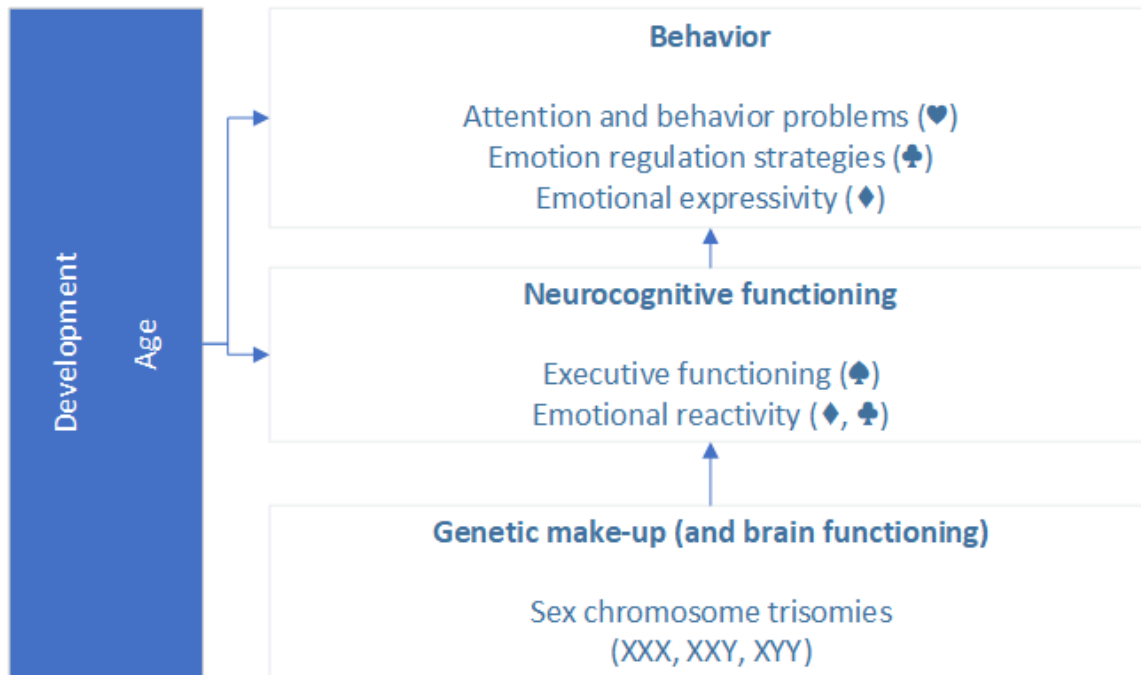 Development
Age
Behavior
Attention and behavior problems (♥)
Emotion regulation strategies (♣)
Emotional expressivity (♦)
Neurocognitive functioning
Executive functioning (♠)
Emotional reactivity (♦, ♣)
Genetic make-up (and brain functioning)
Sex chromosome trisomies
(XXX, XXY, XYY)